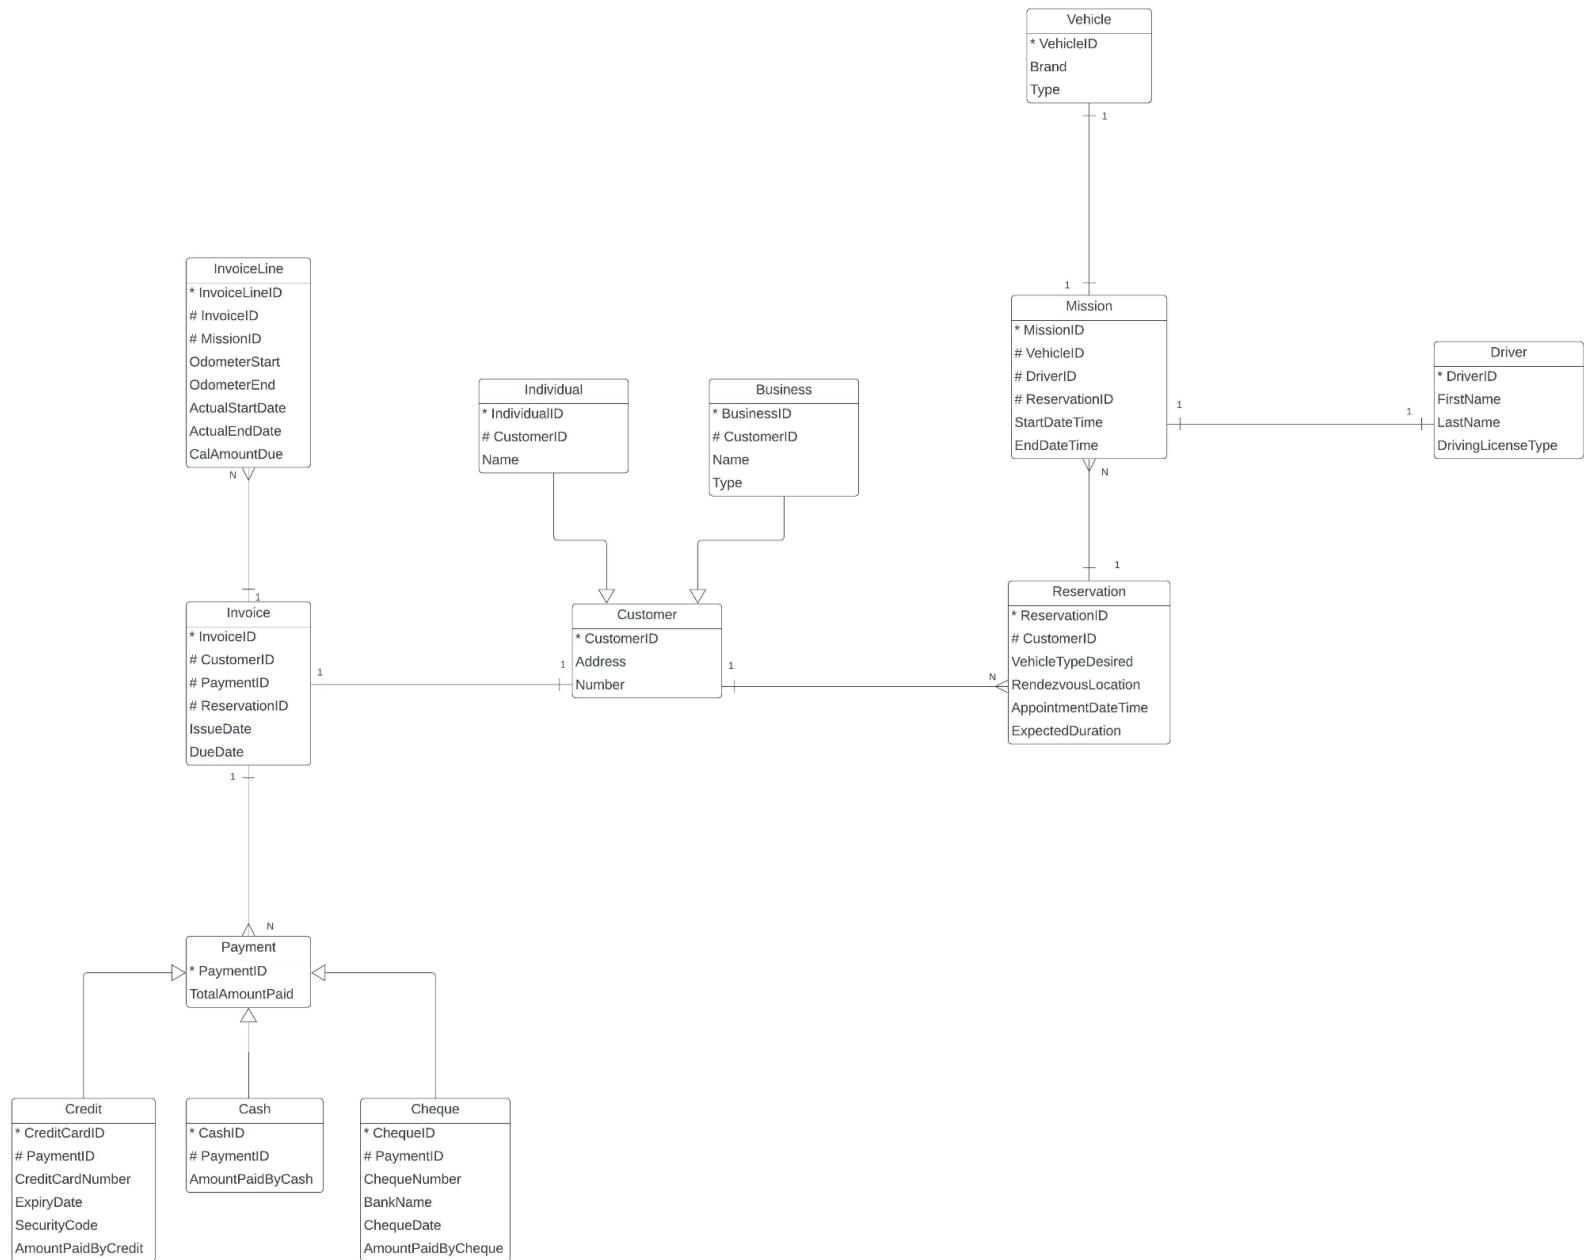 Vehicle
* VehicleID
Brand
Type
1
1
Mission
* MissionID
# VehicleID
# DriverID
# ReservationID
StartDateTime
EndDateTime
1
1
Driver
* DriverID
FirstName
LastName
DrivingLicenseType
N
1
InvoiceLine
* InvoiceLineID
# InvoiceID
# MissionID
OdometerStart
OdometerEnd
ActualStartDate
ActualEndDate
CalAmountDue
N
1
Individual
* IndividualID
# CustomerID
Name
Business
* BusinessID
# CustomerID
Name
Type
Invoice
* InvoiceID
# CustomerID
# PaymentID
# ReservationID
IssueDate
DueDate
1
1
Customer
* CustomerID
Address
Number
1
N
Reservation
* ReservationID
# CustomerID
VehicleTypeDesired
RendezvousLocation
AppointmentDateTime
ExpectedDuration
1
N
Payment
* PaymentID
TotalAmountPaid
Credit
* CreditCardID
# PaymentID
CreditCardNumber
ExpiryDate
SecurityCode
AmountPaidByCredit
Cash
* CashID
# PaymentID
AmountPaidByCash
Cheque
* ChequeID
# PaymentID
ChequeNumber
BankName
ChequeDate
AmountPaidByCheque